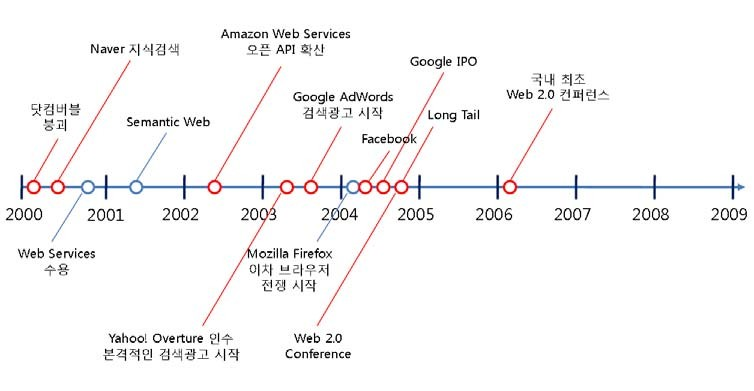 Amazon Web Services
오픈 API 확산
Naver 지식검색
Google IPO
국내 최초
Web 2.0 컨퍼런스
닷컴버블
붕괴
Semantic Web
Google AdWords
검색광고 시작
Long Tail
Facebook
2000
2001
2002
2003
2004
2005
2006
2007
2008
2009
Web Services
수용
Mozilla Firefox
이차 브라우저
전쟁 시작
Yahoo! Overture 인수
본격적인 검색광고 시작
Web 2.0
Conference